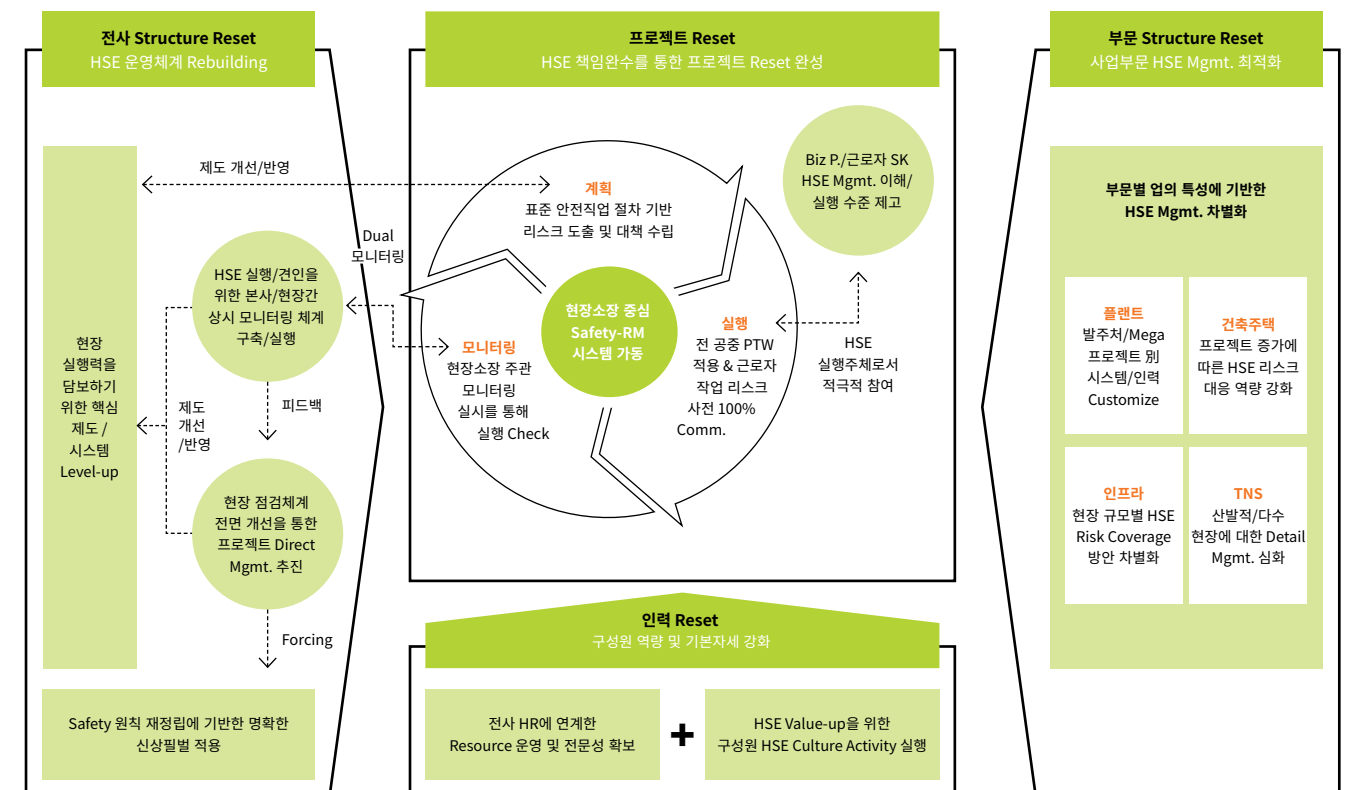 전사 Structure Reset
HSE 운영체계 Rebuilding
현장
실행력을
담보하기
위한 핵심
제도 /
시스템
Level-up
제도 개선/반영
HSE 실행/견인을
위한 본사/현장간
상시 모니터링 체계
구축/실행
피드백
제도
개선
/반영
현장 점검체계
전면 개선을 통한
프로젝트 Direct
Mgmt. 추진
Forcing
Safety 원칙 재정립에 기반한 명확한
신상필벌 적용
Dual
모니터링
프로젝트 Reset
HSE 책임완수를 통한 프로젝트 Reset 완성
계획
표준 안전직업 절차 기반
리스크 도출 및 대책 수립
현장소장 중심
Safety-RM
시스템 가동
모니터링
현장소장 주관
모니터링
실시를 통해
실행 Check
실행
전 공중 PTW
적용 & 근로자
작업 리스크
사전 100%
Comm.
Biz P./근로자 SK
HSE Mgmt. 이해/
실행 수준 제고
HSE
실행주체로서
적극적 참여
인력 Reset
구성원 역량 및 기본자세 강화
전사 HR에 연계한
Resource 운영 및 전문성 확보
+
HSE Value-up을 위한
구성원 HSE Culture Activity 실행
부문 Structure Reset
사업부문 HSE Mgmt. 최적화
부문별 업의 특성에 기반한
HSE Mgmt. 차별화
플랜트
발주처/Mega
프로젝트 別
시스템/인력
Customize
건축주택
프로젝트 증가에
따른 HSE 리스크
대응 역량 강화
인프라
현장 규모별 HSE
Risk Coverage
방안 차별화
TNS
산발적/다수
현장에 대한 Detail
Mgmt. 심화